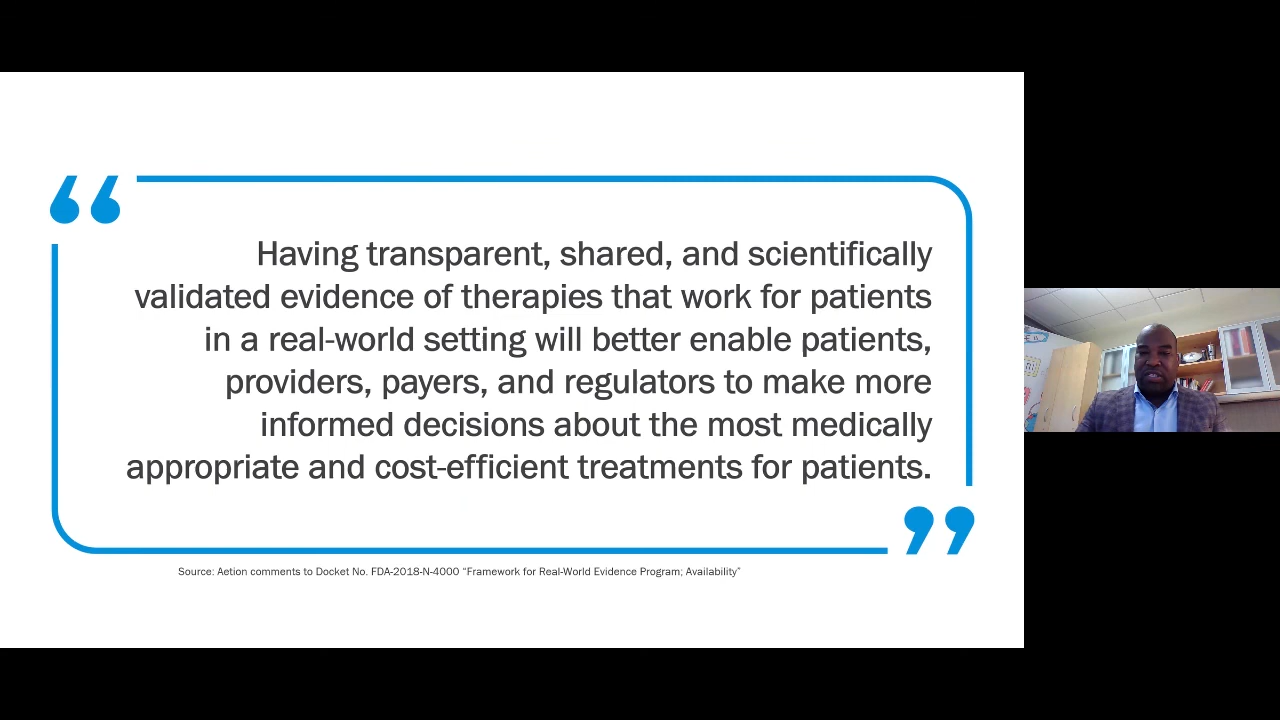 Having transparent, shared, and scientifically
validated evidence of therapies that work for patients
in a real-world setting will better enable patients,
providers, payers, and regulators to make more
informed decisions about the most medically
appropriate and cost-efficient treatments for patients.
Source: Aetion comments to Docket No. FDA-2018-N-4000 “Framework for Real-World Evidence Program; Availability”